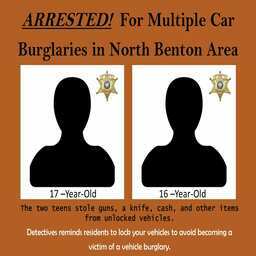 ARRESTED! For Multiple Car
Burglaries in North Benton Area
17 –Year-Old
16 –Year-Old
The two teens stole guns, a knife, cash, and other items
from unlocked vehicles.
Detectives reminds residents to lock your vehicles to avoid becoming a
victim of a vehicle burglary.